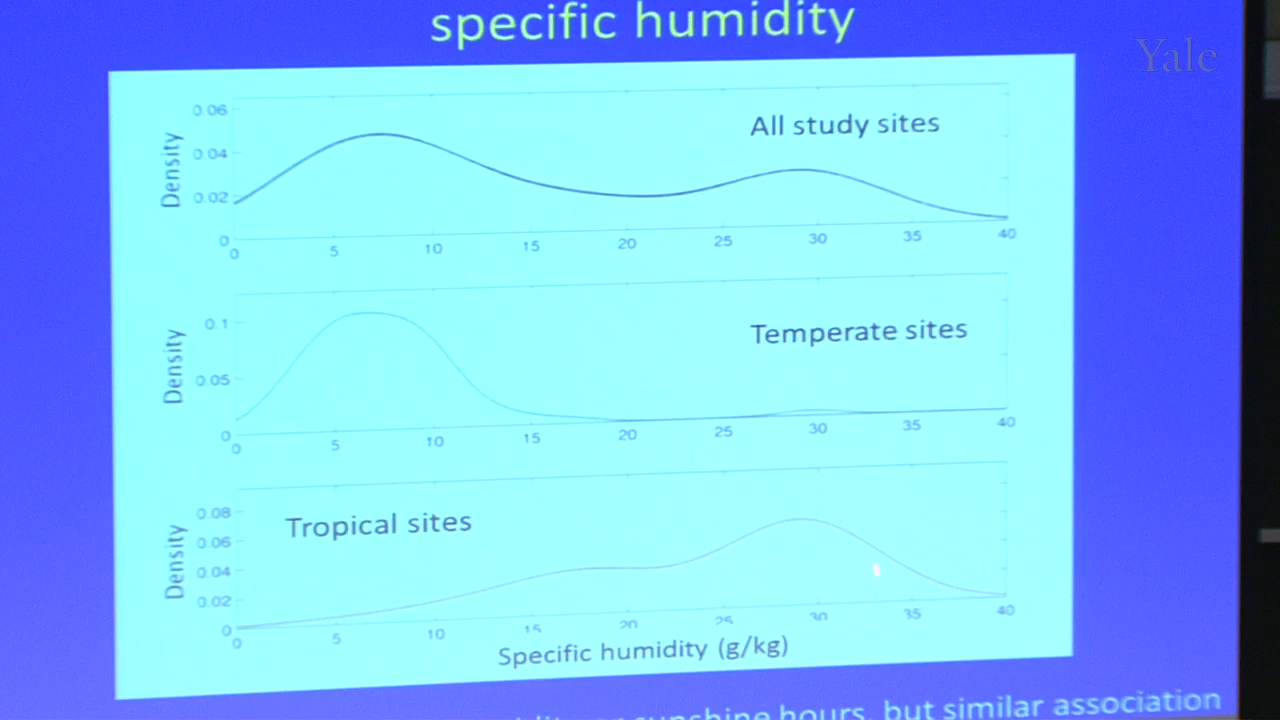 specific humidity
Yale
All study sites
Density
0.06
0.04
0.02
0
0 5 10 15 20 25 30 35 40
Temperate sites
Density
0.1
0.05
0
0 5 10 15 20 25 30 35 40
Tropical sites
Density
0.08
0.06
0.04
0.02
0
0 5 10 15 20 25 30 35 40
Specific humidity (g/kg)
sunshine hours, but similar association